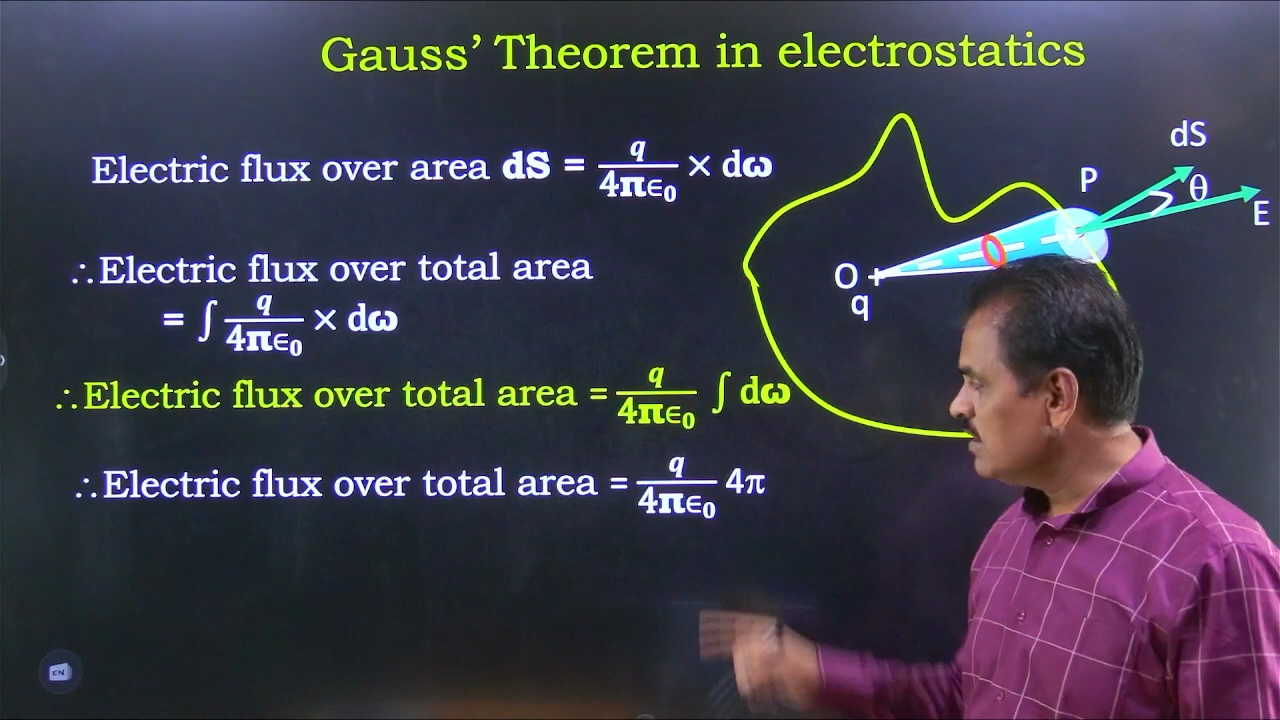 Gauss’ Theorem in electrostatics
Electric flux over area dS = q/4πϵ₀ × dω
∴Electric flux over total area
= ∫ q/4πϵ₀ × dω
∴Electric flux over total area = q/4πϵ₀ ∫ dω
∴Electric flux over total area = q/4πϵ₀ 4π
dS
P
θ
E
O +
q
EN